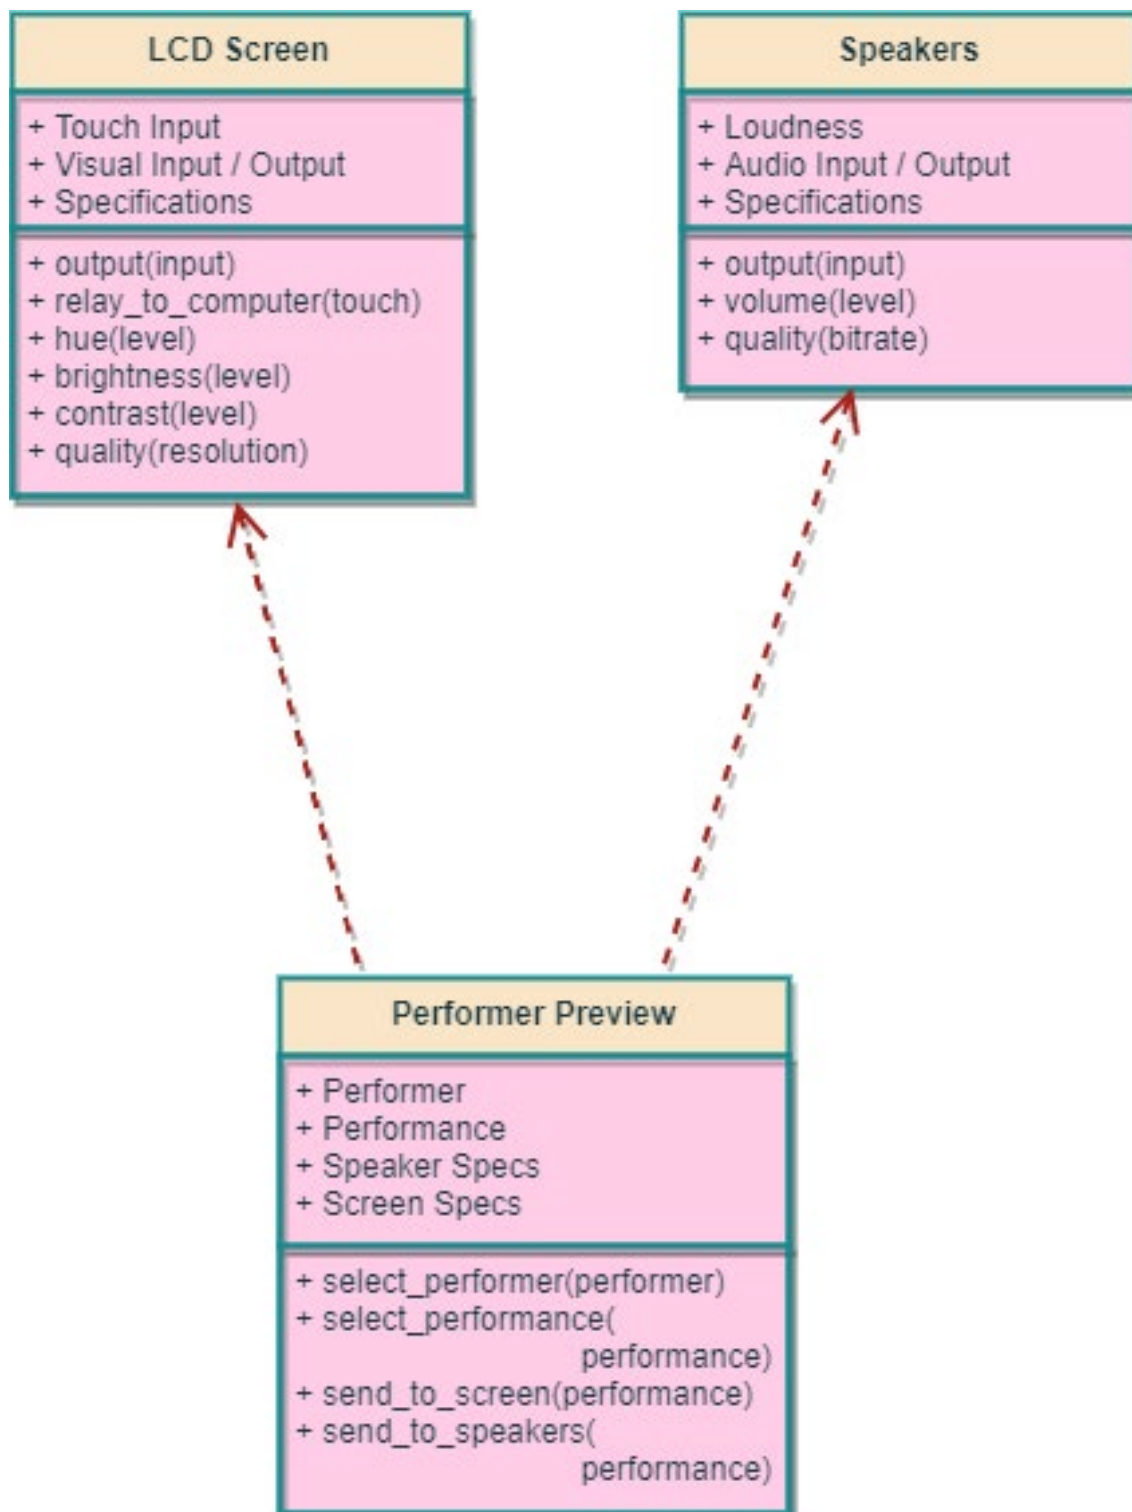 LCD Screen
+ Touch Input
+ Visual Input / Output
+ Specifications
+ output(input)
+ relay_to_computer(touch)
+ hue(level)
+ brightness(level)
+ contrast(level)
+ quality(resolution)
Speakers
+ Loudness
+ Audio Input / Output
+ Specifications
+ output(input)
+ volume(level)
+ quality(bitrate)
Performer Preview
+ Performer
+ Performance
+ Speaker Specs
+ Screen Specs
+ select_performer(performer)
+ select_performance(
performance)
+ send_to_screen(performance)
+ send_to_speakers(
performance)